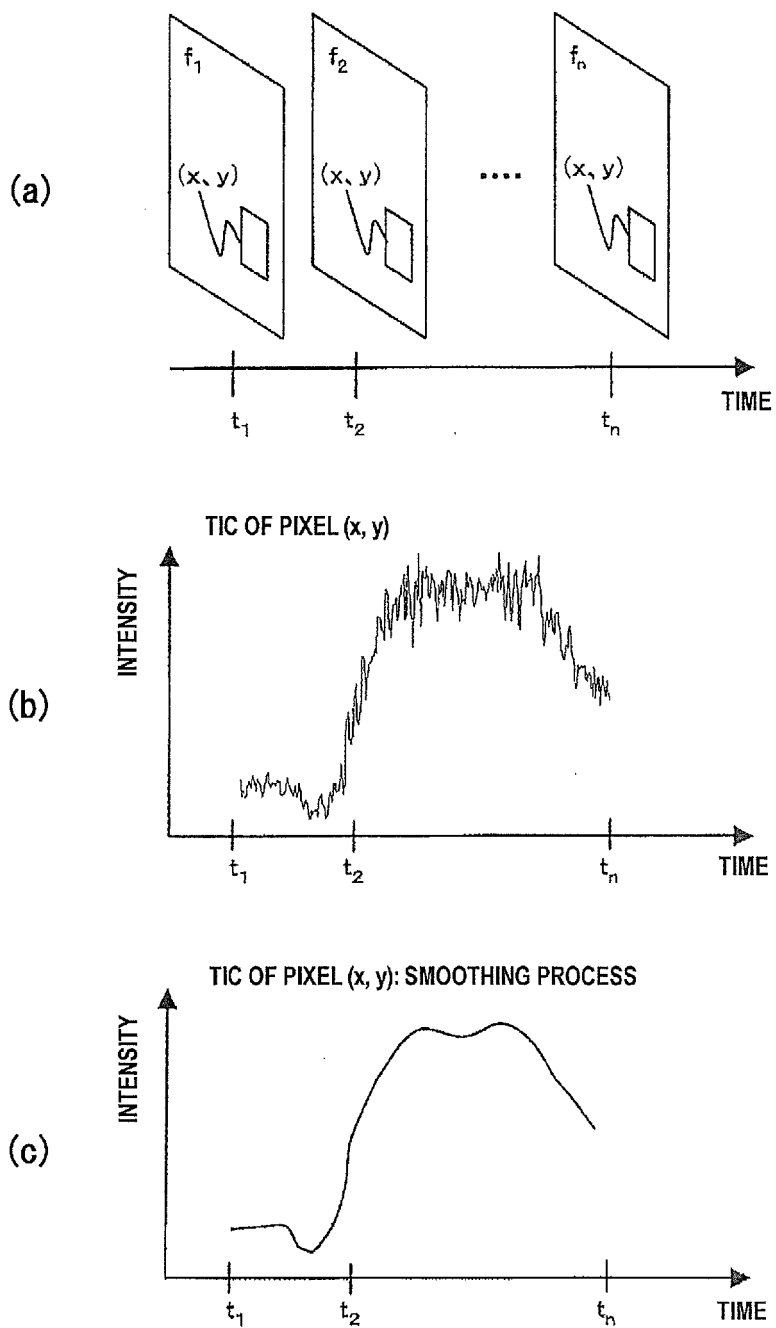 (a)
f₁ f₂ fₙ
(x、y) (x、y) ···· (x、y)
t₁ t₂ tₙ TIME
(b)
TIC OF PIXEL (x, y)
INTENSITY
t₁ t₂ tₙ TIME
(c)
TIC OF PIXEL (x, y): SMOOTHING PROCESS
INTENSITY
t₁ t₂ tₙ TIME